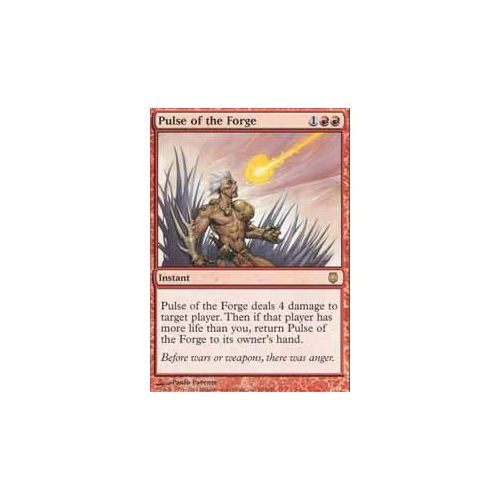 Pulse of the Forge 1
Instant
Pulse of the Forge deals 4 damage to
target player. Then if that player has
more life than you, return Pulse of
the Forge to its owner's hand.
Before wars or weapons, there was anger.
Paolo Parente